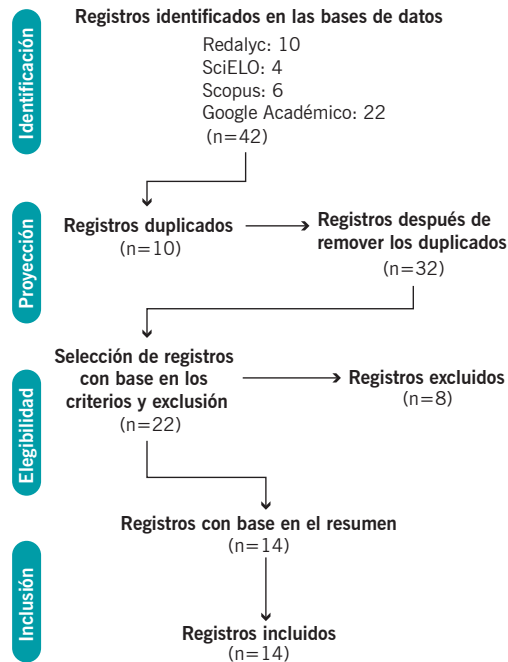 Identificación
Registros identificados en las bases de datos
Redalyc: 10
SciELO: 4
Scopus: 6
Google Académico: 22
(n=42)
Proyección
Registros duplicados
(n=10)
Registros después de
remover los duplicados
(n=32)
Elegibilidad
Selección de registros
con base en los
criterios y exclusión
(n=22)
Registros excluidos
(n=8)
Registros con base en el resumen
(n=14)
Inclusión
Registros incluidos
(n=14)